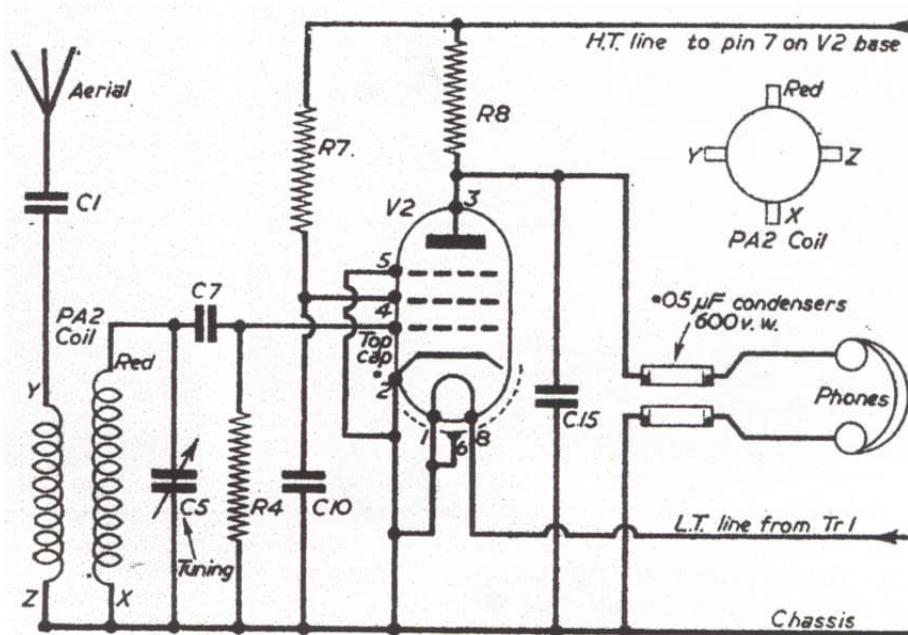 H.T. line to pin 7 on V2 base
Aerial
R8
Red
R7
Y
Z
C1
V2
3
X
PA2 Coil
5
C7
4
•05 µF condensers
600 v.w.
PA2
Coil
Red
Top
cap
•
2
Phones
Y
C15
1
6
8
C5
R4
C10
L.T. line from Tr 1
Tuning
Z
X
Chassis